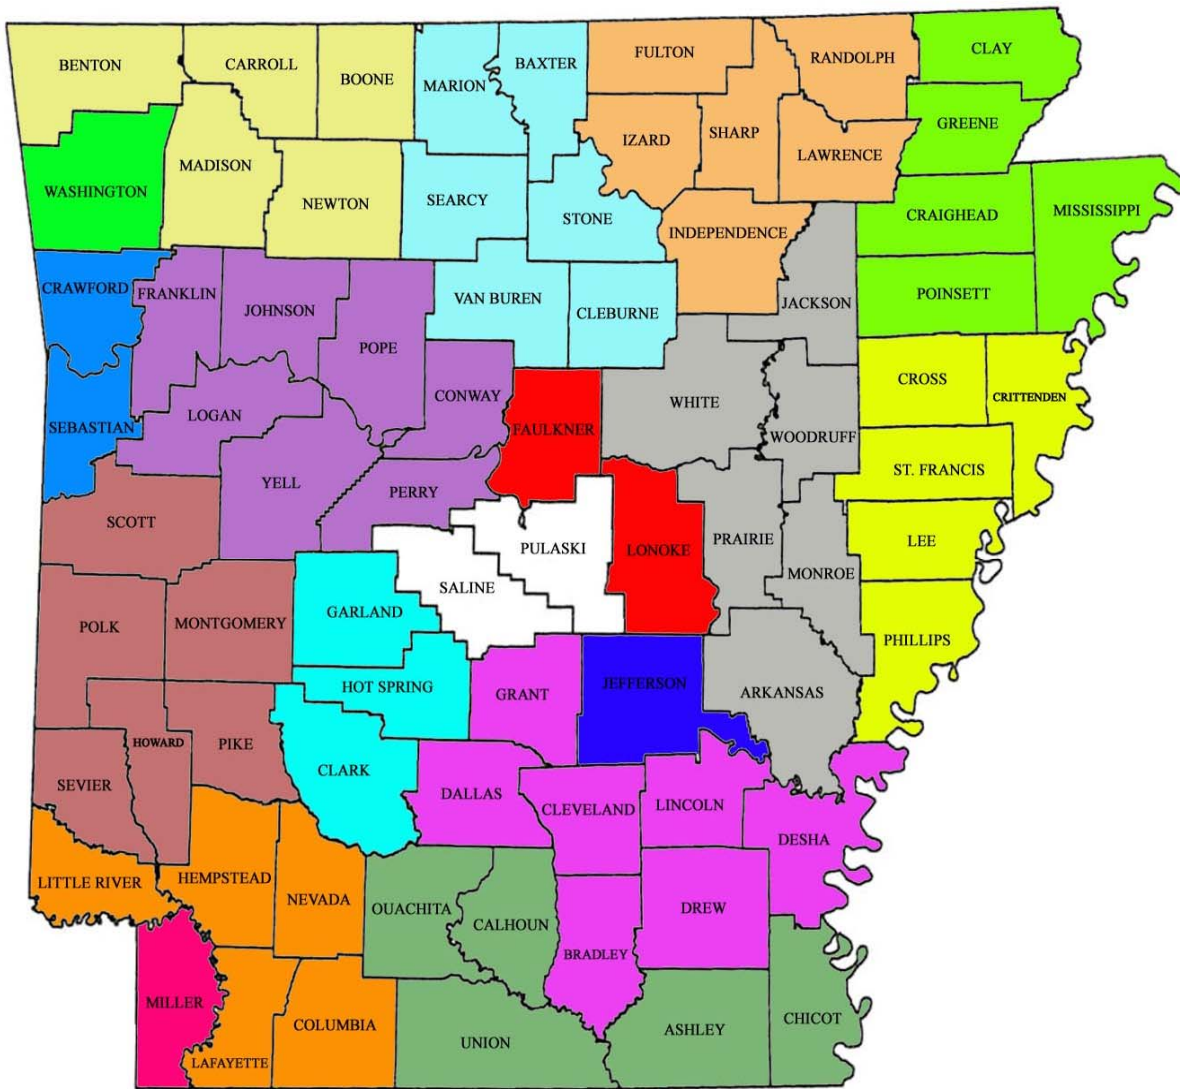 BENTON
CARROLL
BOONE
MARION
BAXTER
FULTON
RANDOLPH
CLAY
WASHINGTON
MADISON
NEWTON
SEARCY
STONE
IZARD
SHARP
LAWRENCE
GREENE
CRAIGHEAD
MISSISSIPPI
INDEPENDENCE
CRAWFORD
FRANKLIN
JOHNSON
POPE
VAN BUREN
CLEBURNE
JACKSON
POINSETT
SEBASTIAN
LOGAN
CONWAY
FAULKNER
WHITE
WOODRUFF
CROSS
CRITTENDEN
ST. FRANCIS
YELL
PERRY
SCOTT
PULASKI
LONOKE
PRAIRIE
MONROE
LEE
SALINE
POLK
MONTGOMERY
GARLAND
HOT SPRING
GRANT
JEFFERSON
ARKANSAS
PHILLIPS
HOWARD
PIKE
SEVIER
CLARK
DALLAS
CLEVELAND
LINCOLN
DESHA
LITTLE RIVER
HEMPSTEAD
NEVADA
OUACHITA
CALHOUN
BRADLEY
DREW
MILLER
LAFAYETTE
COLUMBIA
UNION
ASHLEY
CHICOT